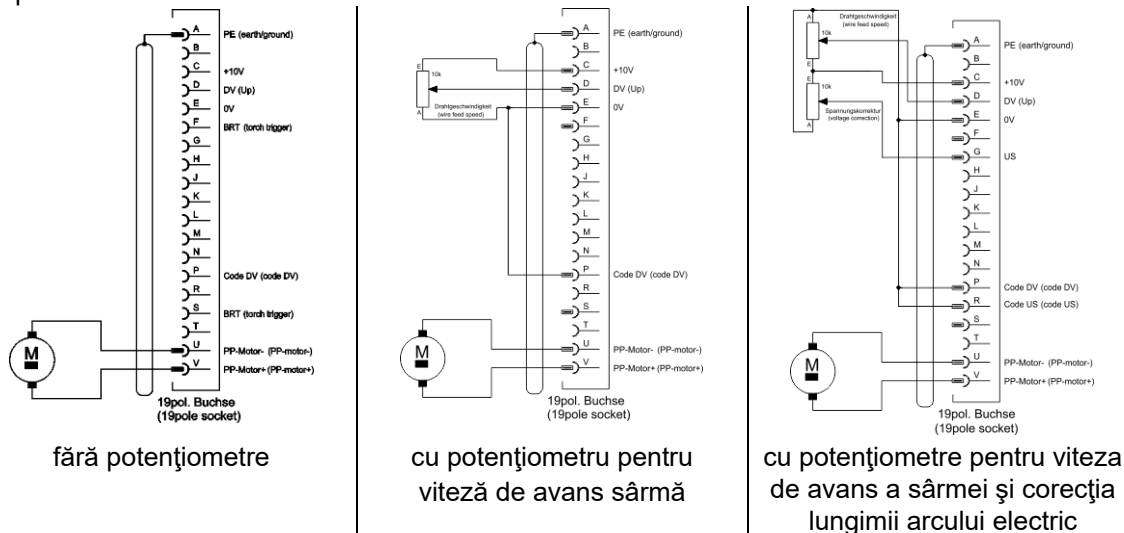 A PE (earth/ground)
B
C +10V
D DV (Up)
E 0V
F BRT (torch trigger)
G
H
J
K
L
M
N
P Code DV (code DV)
R
S BRT (torch trigger)
T
U PP-Motor- (PP-motor-)
V PP-Motor+ (PP-motor+)
M
19pol. Buchse
(19pole socket)
fără potenţiometre
A PE (earth/ground)
B
C +10V
D DV (Up)
E 0V
F
G
H
J
K
L
M
N
P Code DV (code DV)
R
S
T
U PP-Motor- (PP-motor-)
V PP-Motor+ (PP-motor+)
E
10k
A
Drahtgeschwindigkeit
(wire feed speed)
M
19pol. Buchse
(19pole socket)
cu potenţiometru pentru
viteză de avans sârmă
A
Drahtgeschwindigkeit
(wire feed speed)
10k
E
E
10k
Spannungskorrektur
(voltage correction)
A
A PE (earth/ground)
B
C +10V
D DV (Up)
E 0V
F
G US
H
J
K
L
M
N
P Code DV (code DV)
R Code US (code US)
S
T
U PP-Motor- (PP-motor-)
V PP-Motor+ (PP-motor+)
M
19pol. Buchse
(19pole socket)
cu potenţiometre pentru viteza
de avans a sârmei şi corecţia
lungimii arcului electric